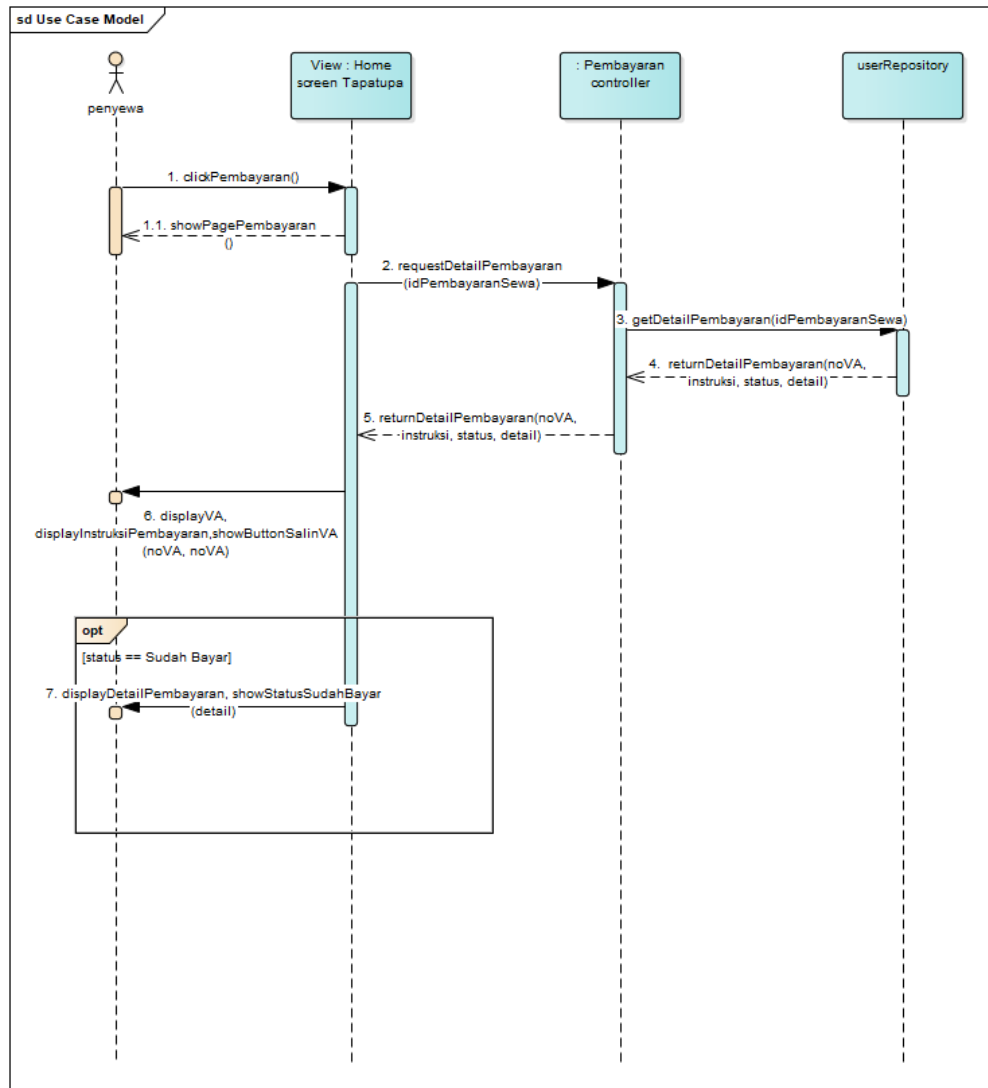 sd Use Case Model
penyewa
View : Home
screen Tapatupa
: Pembayaran
controller
userRepository
1. clickPembayaran()
1.1. showPagePembayaran
()
2. requestDetailPembayaran
(idPembayaranSewa)
3. getDetailPembayaran(idPembayaranSewa)
4. returnDetailPembayaran(noVA,
instruksi, status, detail)
5. returnDetailPembayaran(noVA,
instruksi, status, detail)
6. displayVA,
displayInstruksiPembayaran,showButtonSalinVA
(noVA, noVA)
opt
[status == Sudah Bayar]
7. displayDetailPembayaran, showStatusSudahBayar
(detail)